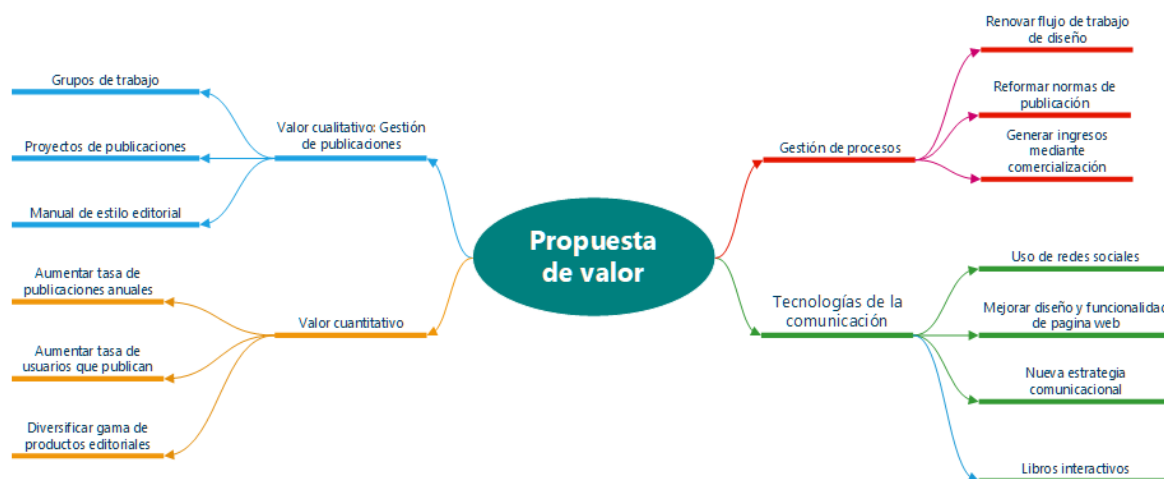 Propuesta
de valor
Valor cualitativo: Gestión
de publicaciones
Grupos de trabajo
Proyectos de publicaciones
Manual de estilo editorial
Valor cuantitativo
Aumentar tasa de
publicaciones anuales
Aumentar tasa de
usuarios que publican
Diversificar gama de
productos editoriales
Gestión de procesos
Renovar flujo de trabajo
de diseño
Reformar normas de
publicación
Generar ingresos
mediante
comercialización
Tecnologías de la
comunicación
Uso de redes sociales
Mejorar diseño y funcionalidad
de pagina web
Nueva estrategia
comunicacional
Libros interactivos